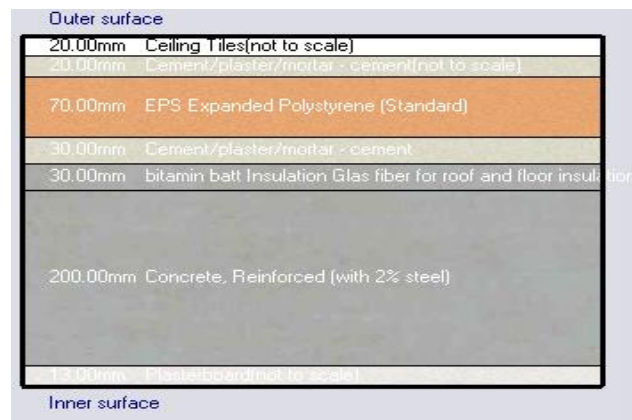 Outer surface
20.00mm Ceiling Tiles(not to scale)
20.00mm Cement/plaster/mortar - cement(not to scale)
70.00mm EPS Expanded Polystyrene (Standard)
30.00mm Cement/plaster/mortar - cement
30.00mm bitamin batt Insulation Glas fiber for roof and floor insulation
200.00mm Concrete, Reinforced (with 2% steel)
13.00mm Plasterboard(not to scale)
Inner surface